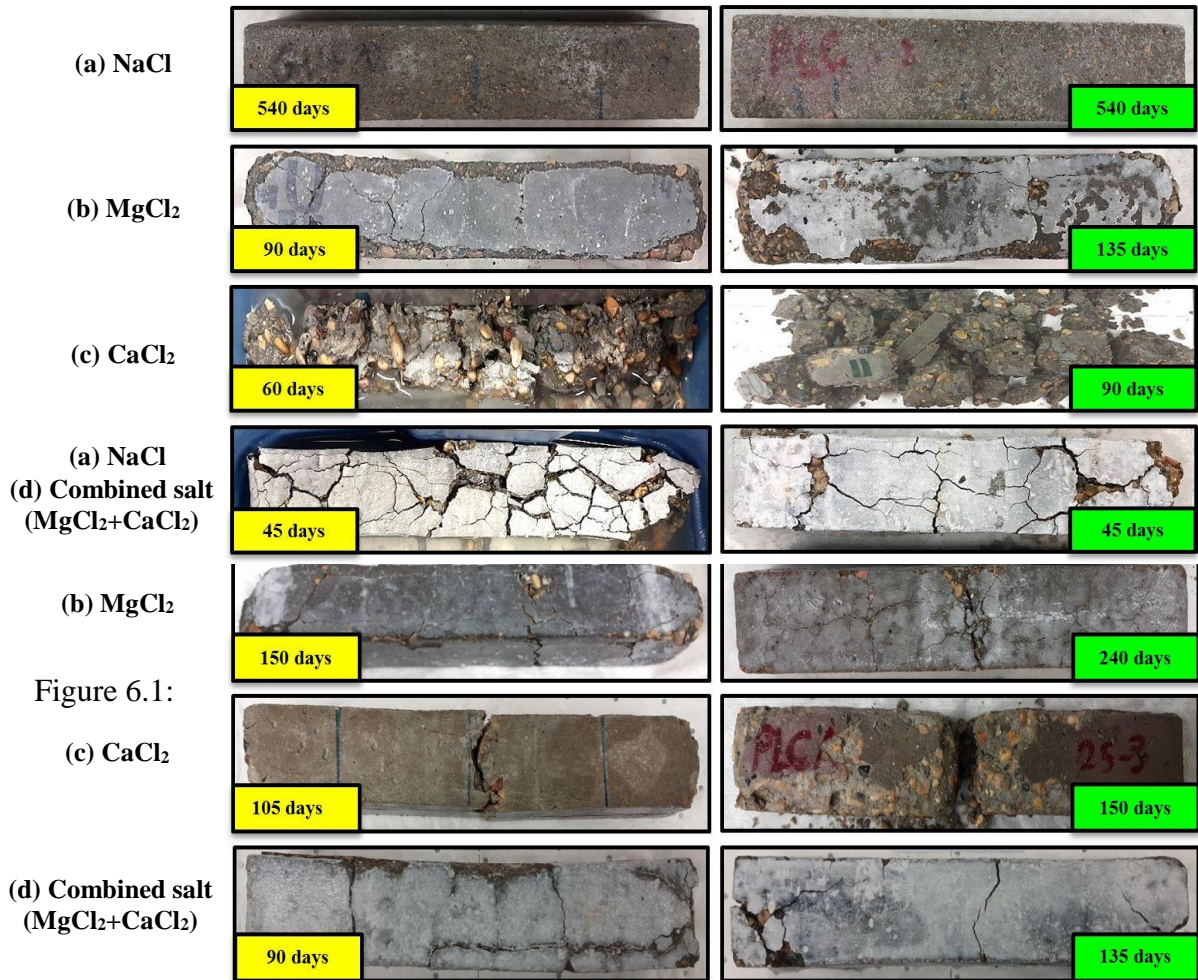 (a) NaCl
PLC
540 days
540 days
(b) MgCl₂
90 days
135 days
(c) CaCl₂
60 days
90 days
(a) NaCl
(d) Combined salt
(MgCl₂+CaCl₂)
45 days
45 days
(b) MgCl₂
150 days
240 days
Figure 6.1:
(c) CaCl₂
25-3
105 days
150 days
(d) Combined salt
(MgCl₂+CaCl₂)
90 days
135 days